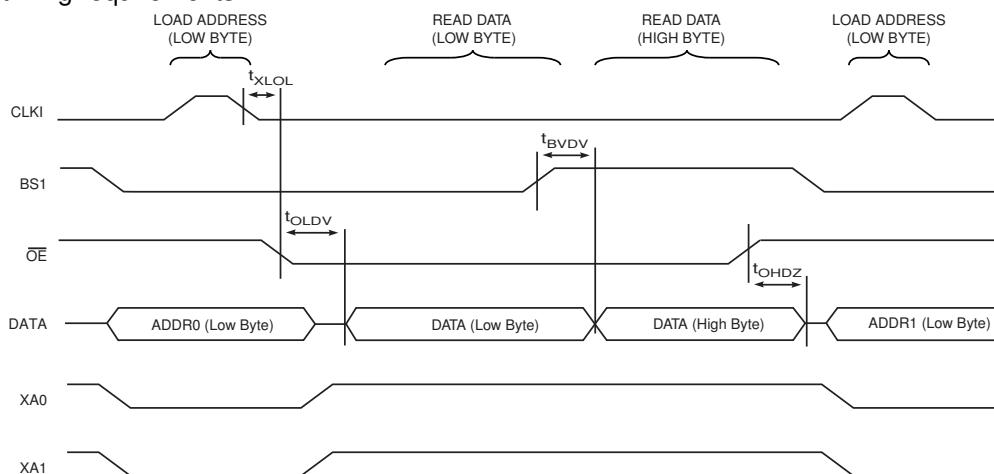 LOAD ADDRESS READ DATA READ DATA LOAD ADDRESS
(LOW BYTE) (LOW BYTE) (HIGH BYTE) (LOW BYTE)
tXLOL
CLKI
tBVDV
BS1
tOLDV
OE
tOHDZ
DATA ADDR0 (Low Byte) DATA (Low Byte) DATA (High Byte) ADDR1 (Low Byte)
XA0
XA1